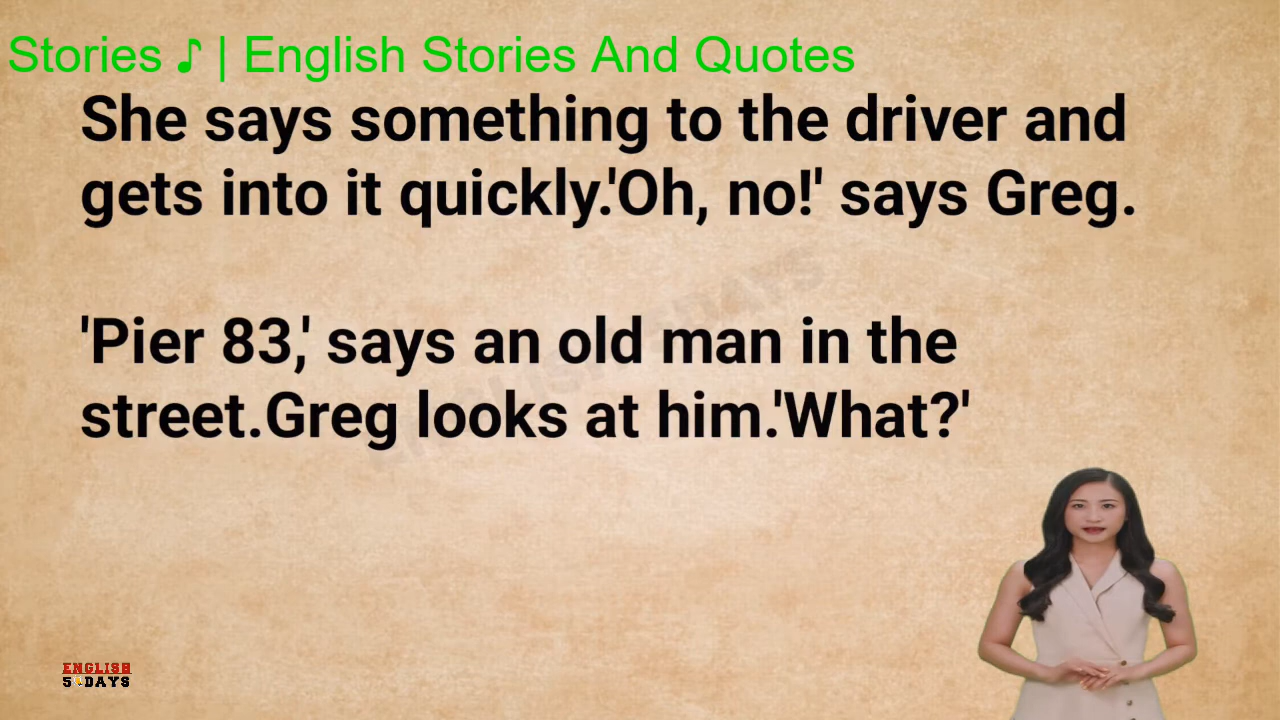 Stories ♪ | English Stories And Quotes
She says something to the driver and
gets into it quickly.'Oh, no!' says Greg.
'Pier 83,' says an old man in the
street.Greg looks at him.'What?'
ENGLISH
5 DAYS